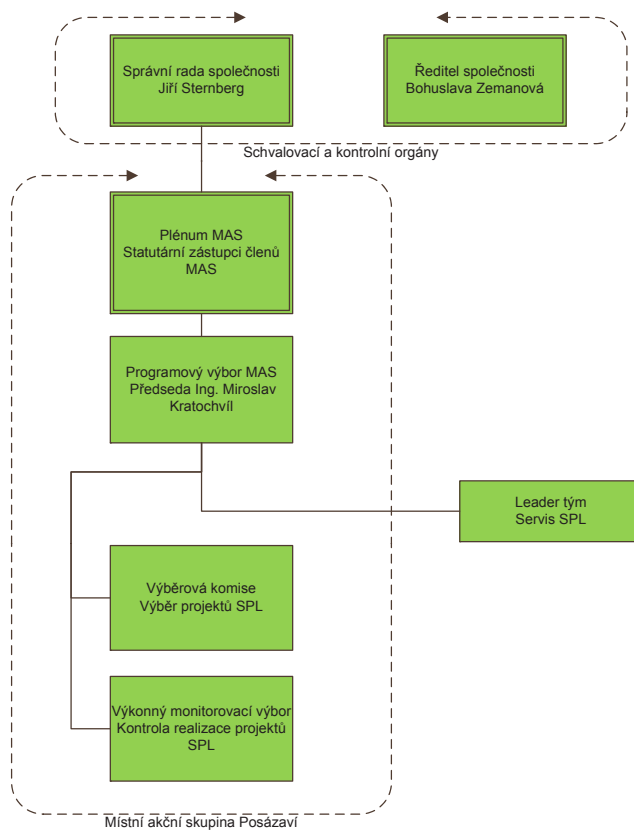 Správní rada společnosti
Jiří Sternberg
Ředitel společnosti
Bohuslava Zemanová
Schvalovací a kontrolní orgány
Plénum MAS
Statutární zástupci členů
MAS
Programový výbor MAS
Předseda Ing. Miroslav
Kratochvíl
Leader tým
Servis SPL
Výběrová komise
Výběr projektů SPL
Výkonný monitorovací výbor
Kontrola realizace projektů
SPL
Místní akční skupina Posázaví